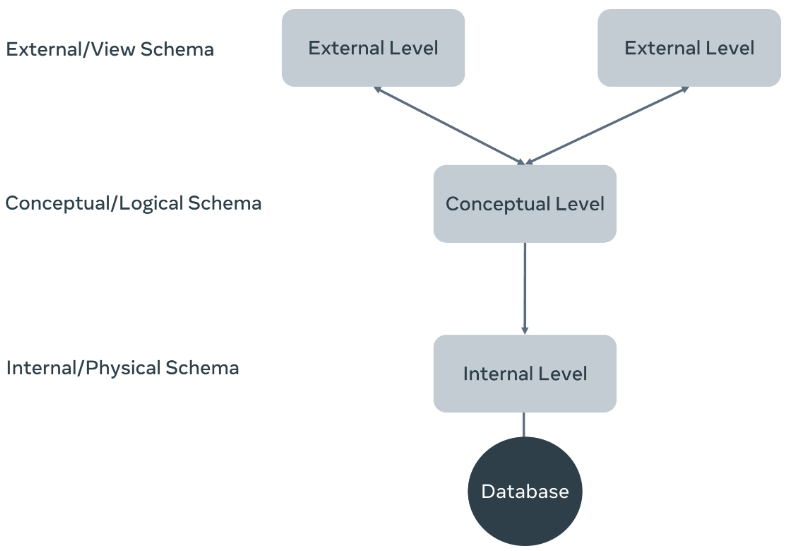 External/View Schema
External Level
External Level
Conceptual/Logical Schema
Conceptual Level
Internal/Physical Schema
Internal Level
Database